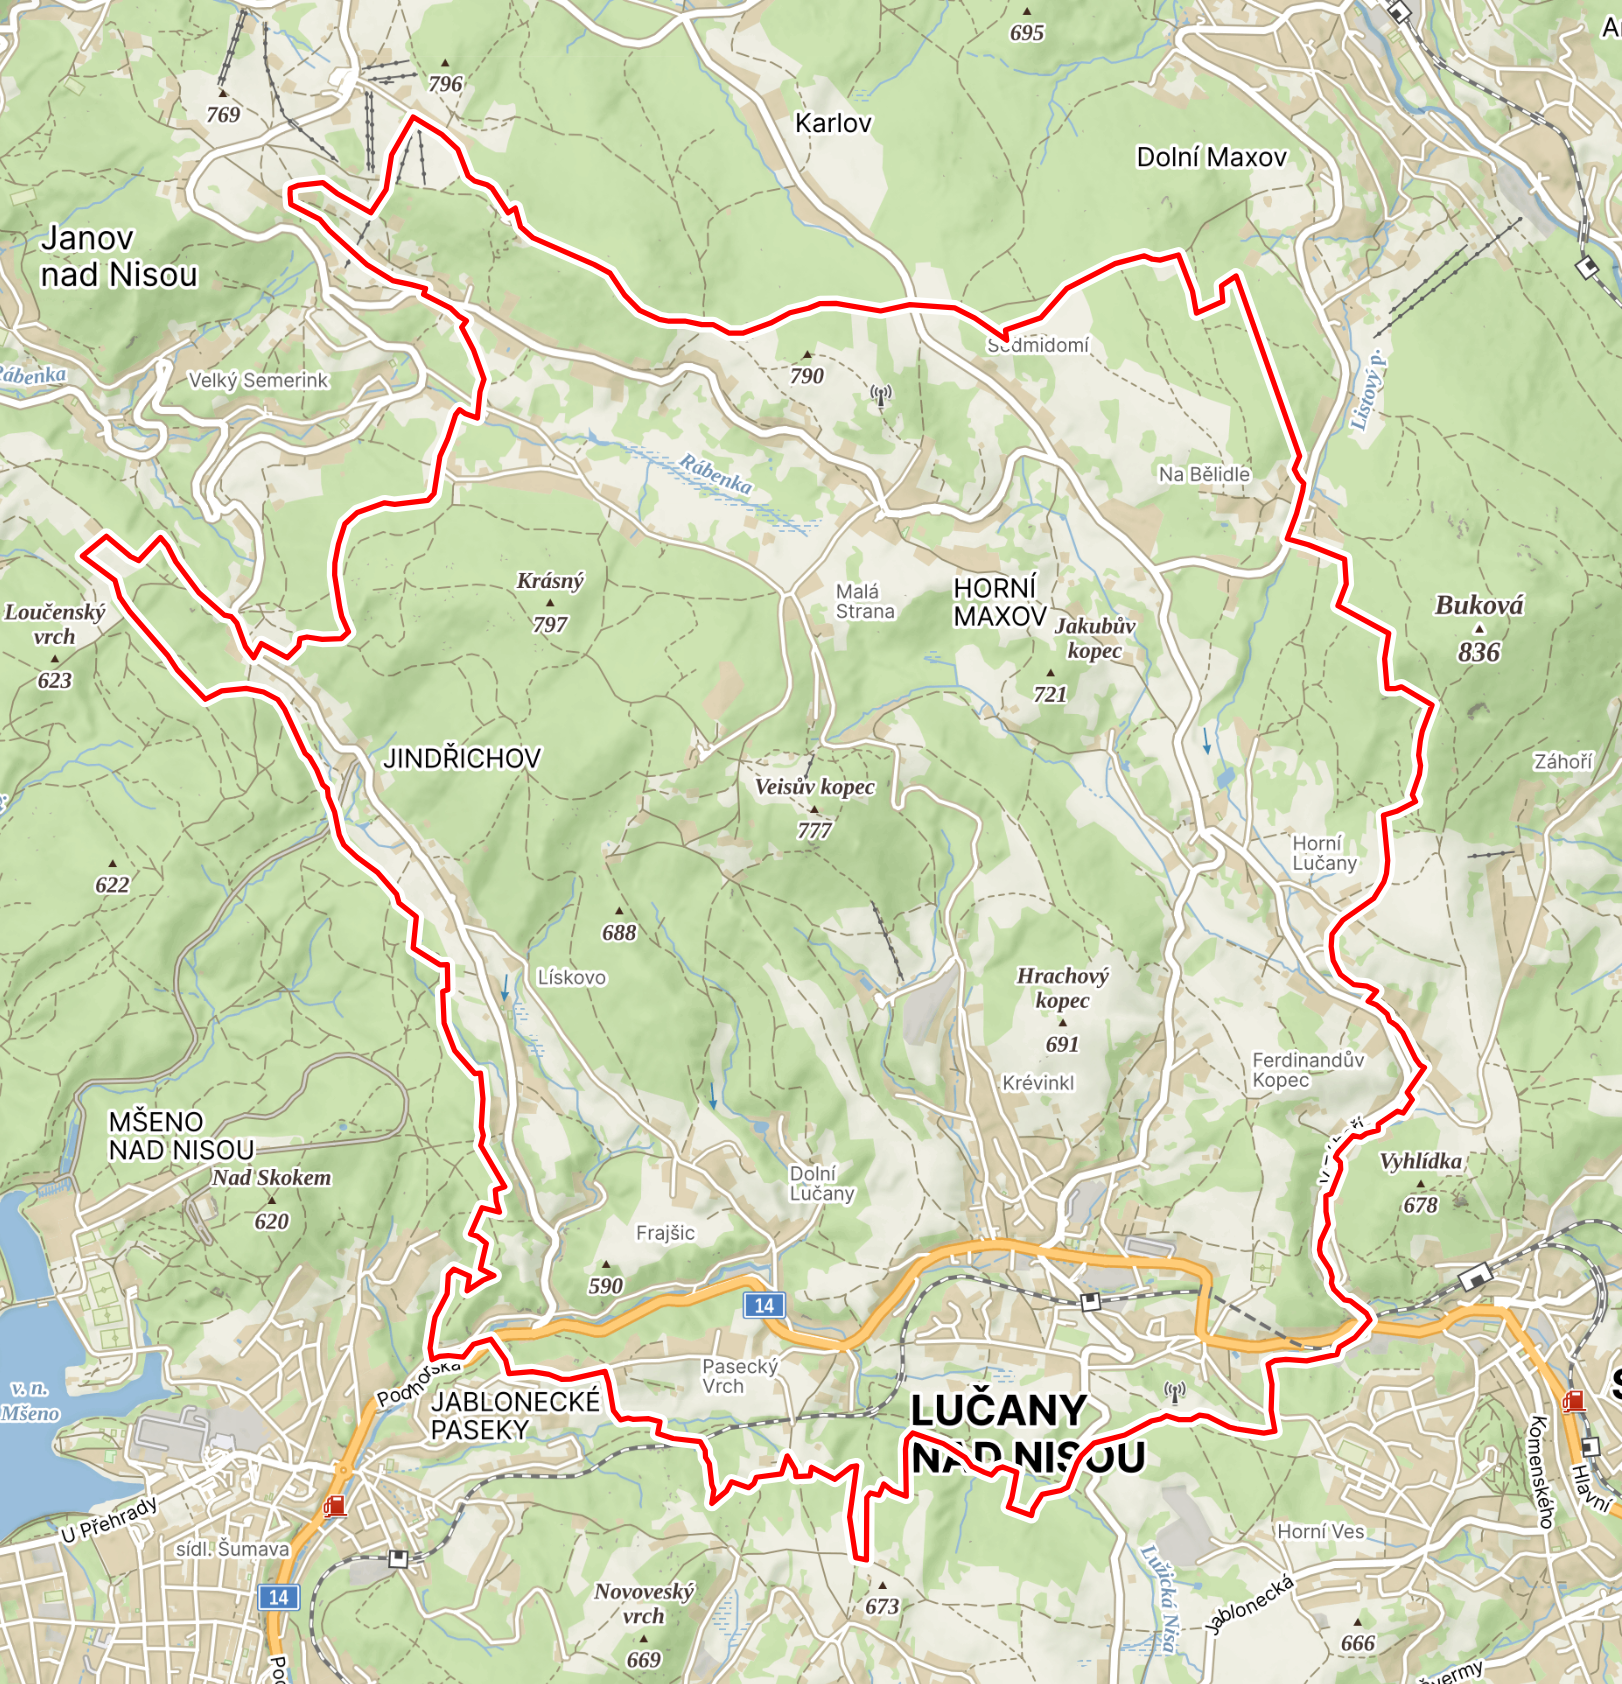 695
796
769
Karlov
Dolní Maxov
Janov
nad Nisou
Sedmidomí
790
Rábenka
Velký Semerink
Listový p.
Rábenka
Na Bělidle
Krásný
797
Malá
Strana
HORNÍ
MAXOV
Jakubův
kopec
721
Buková
836
Loučenský
vrch
623
JINDŘICHOV
Záhoří
Veisův kopec
777
Horní
Lučany
622
688
Lískovo
Hrachový
kopec
691
Ferdinandův
Kopec
Krévinkl
MŠENO
NAD NISOU
Nad Skokem
620
Vyhlídka
678
Dolní
Lučany
Frajšic
590
14
Pasecký
Vrch
v. n.
Mšeno
Podhorská
JABLONECKÉ
PASEKY
LUČANY
NAD NISOU
Komenského
Hlavní
U Přehrady
sídl. Šumava
Horní Ves
14
Lužická Nisa
Jablonecká
Novoveský
vrch
669
673
666